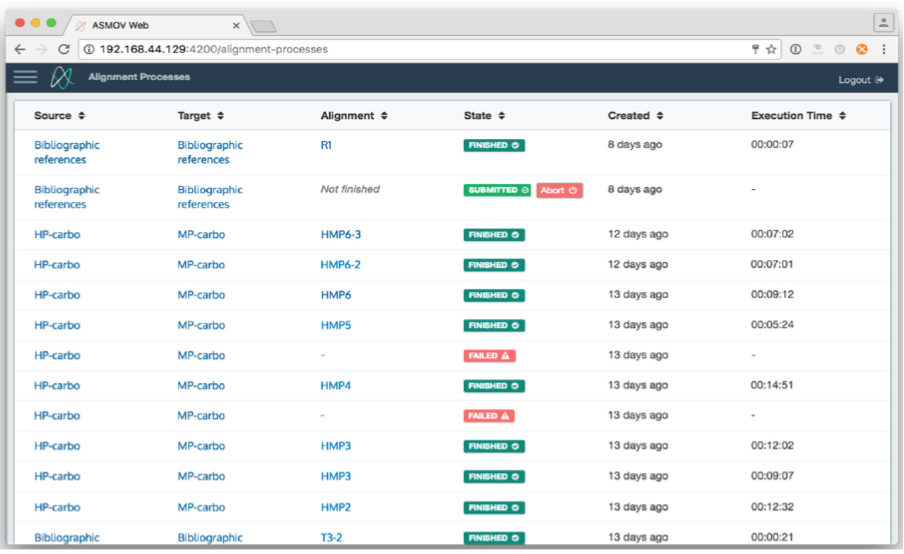 ASMOV Web
192.168.44.129:4200/alignment-processes
Alignment Processes
Logout
Source Target Alignment State Created Execution Time
Bibliographic references Bibliographic references R1 FINISHED 8 days ago 00:00:07
Bibliographic references Bibliographic references Not finished SUBMITTED Abort 8 days ago -
HP-carbo MP-carbo HMP6-3 FINISHED 12 days ago 00:07:02
HP-carbo MP-carbo HMP6-2 FINISHED 12 days ago 00:07:01
HP-carbo MP-carbo HMP6 FINISHED 13 days ago 00:09:12
HP-carbo MP-carbo HMP5 FINISHED 13 days ago 00:05:24
HP-carbo MP-carbo - FAILED 13 days ago -
HP-carbo MP-carbo HMP4 FINISHED 13 days ago 00:14:51
HP-carbo MP-carbo - FAILED 13 days ago -
HP-carbo MP-carbo HMP3 FINISHED 13 days ago 00:12:02
HP-carbo MP-carbo HMP3 FINISHED 13 days ago 00:09:07
HP-carbo MP-carbo HMP2 FINISHED 13 days ago 00:12:32
Bibliographic Bibliographic T3-2 FINISHED 13 days ago 00:00:21